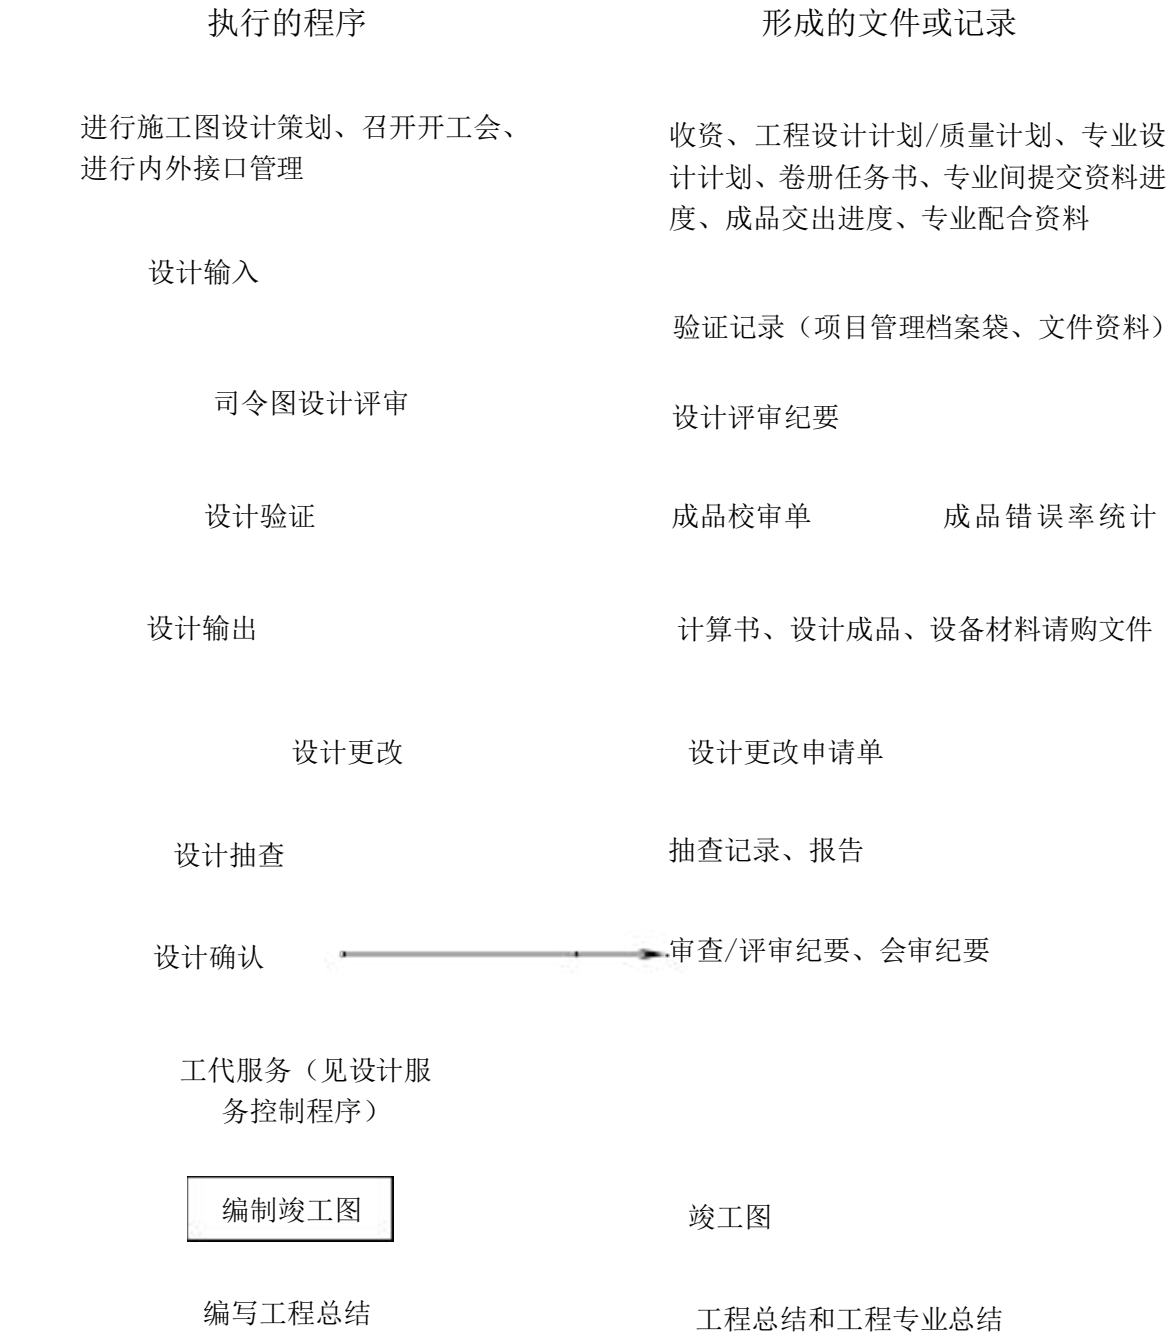 执行的程序 形成的文件或记录
进行施工图设计策划、召开开工会、
进行内外接口管理
收资、工程设计计划/质量计划、专业设
计计划、卷册任务书、专业间提交资料进
度、成品交出进度、专业配合资料
设计输入
验证记录（项目管理档案袋、文件资料）
司令图设计评审
设计评审纪要
设计验证
成品校审单 成品错误率统计
设计输出
计算书、设计成品、设备材料请购文件
设计更改
设计更改申请单
设计抽查
抽查记录、报告
设计确认
审查/评审纪要、会审纪要
工代服务（见设计服
务控制程序）
编制竣工图
竣工图
编写工程总结
工程总结和工程专业总结